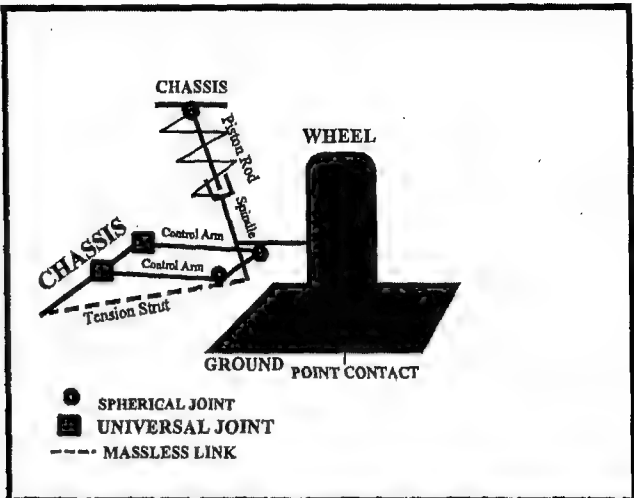 CHASSIS
Piston Rod
WHEEL
Spindle
CHASSIS
Control Arm
Control Arm
Tension Strut
GROUND
POINT CONTACT
SPHERICAL JOINT
UNIVERSAL JOINT
MASSLESS LINK